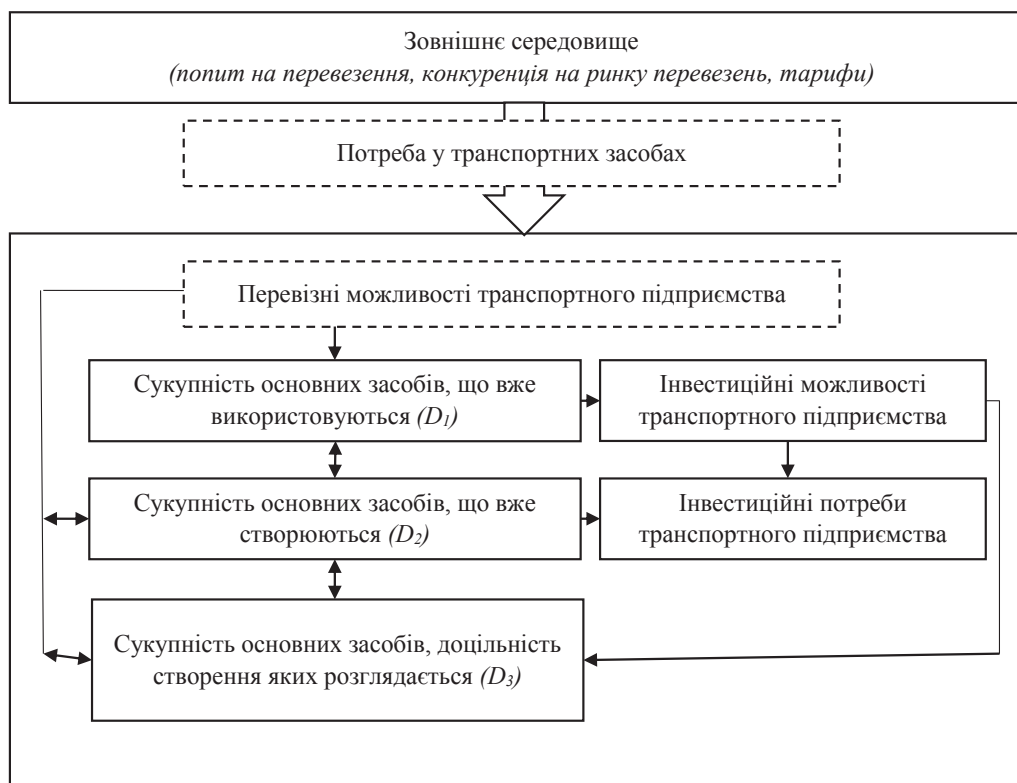 Зовнішнє середовище
(попит на перевезення, конкуренція на ринку перевезень, тарифи)
Потреба у транспортних засобах
Перевізні можливості транспортного підприємства
Сукупність основних засобів, що вже
використовуються (D₁)
Інвестиційні можливості
транспортного підприємства
Сукупність основних засобів, що вже
створюються (D₂)
Інвестиційні потреби
транспортного підприємства
Сукупність основних засобів, доцільність
створення яких розглядається (D₃)